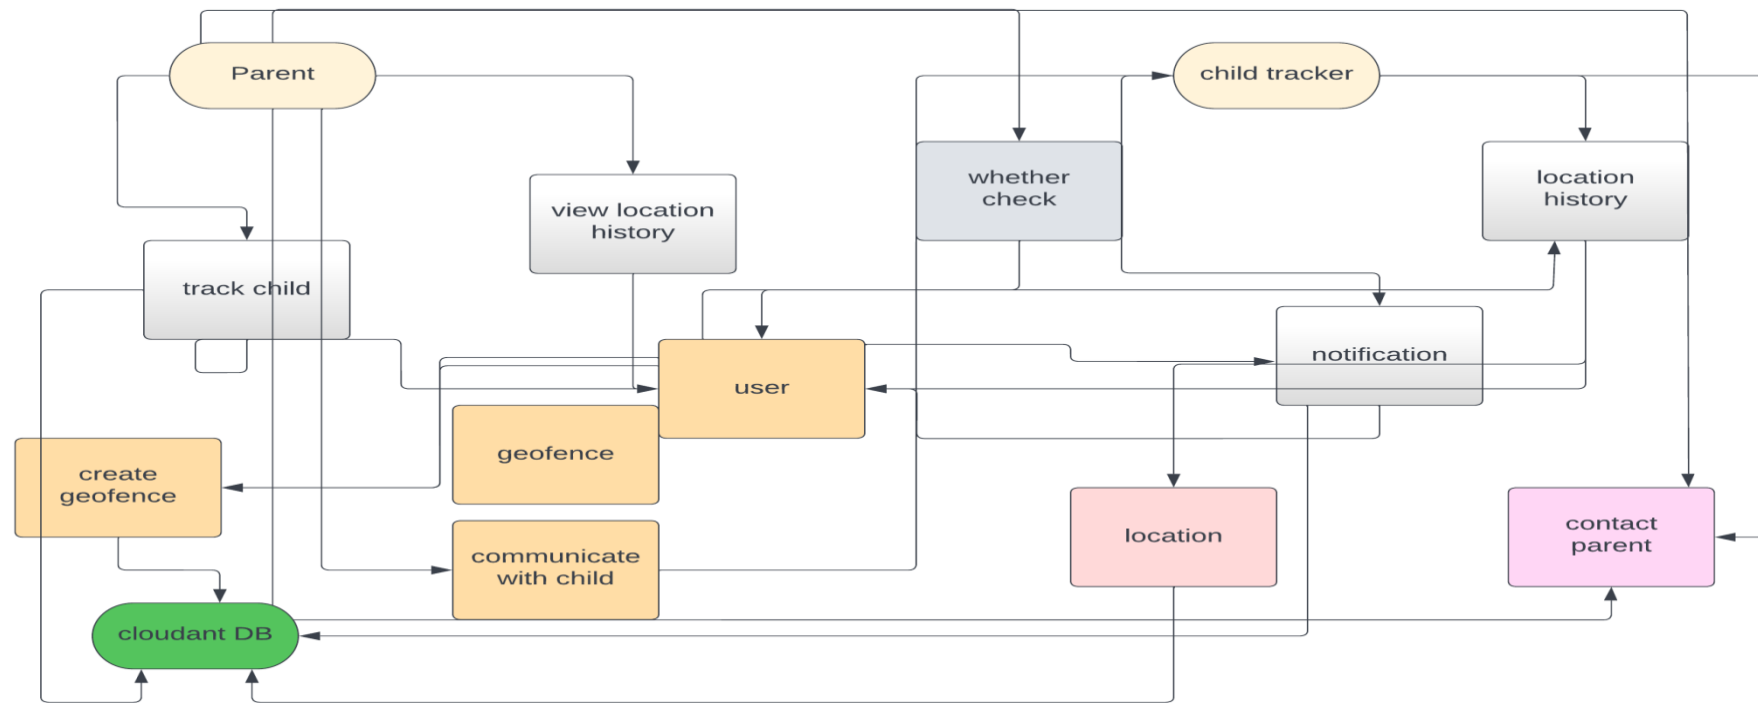 Parent
child tracker
whether
check
location
history
view location
history
track child
notification
user
geofence
create
geofence
location
contact
parent
communicate
with child
cloudant DB